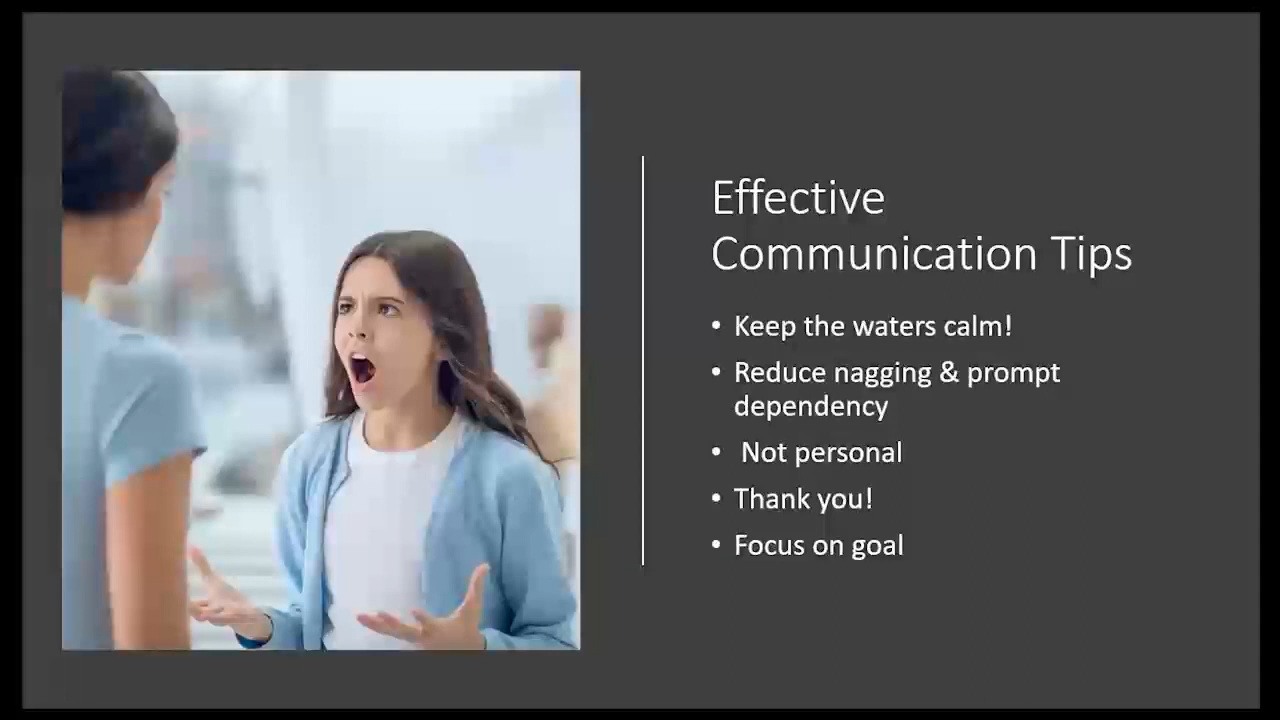 Effective
Communication Tips
• Keep the waters calm!
• Reduce nagging & prompt
dependency
• Not personal
• Thank you!
• Focus on goal